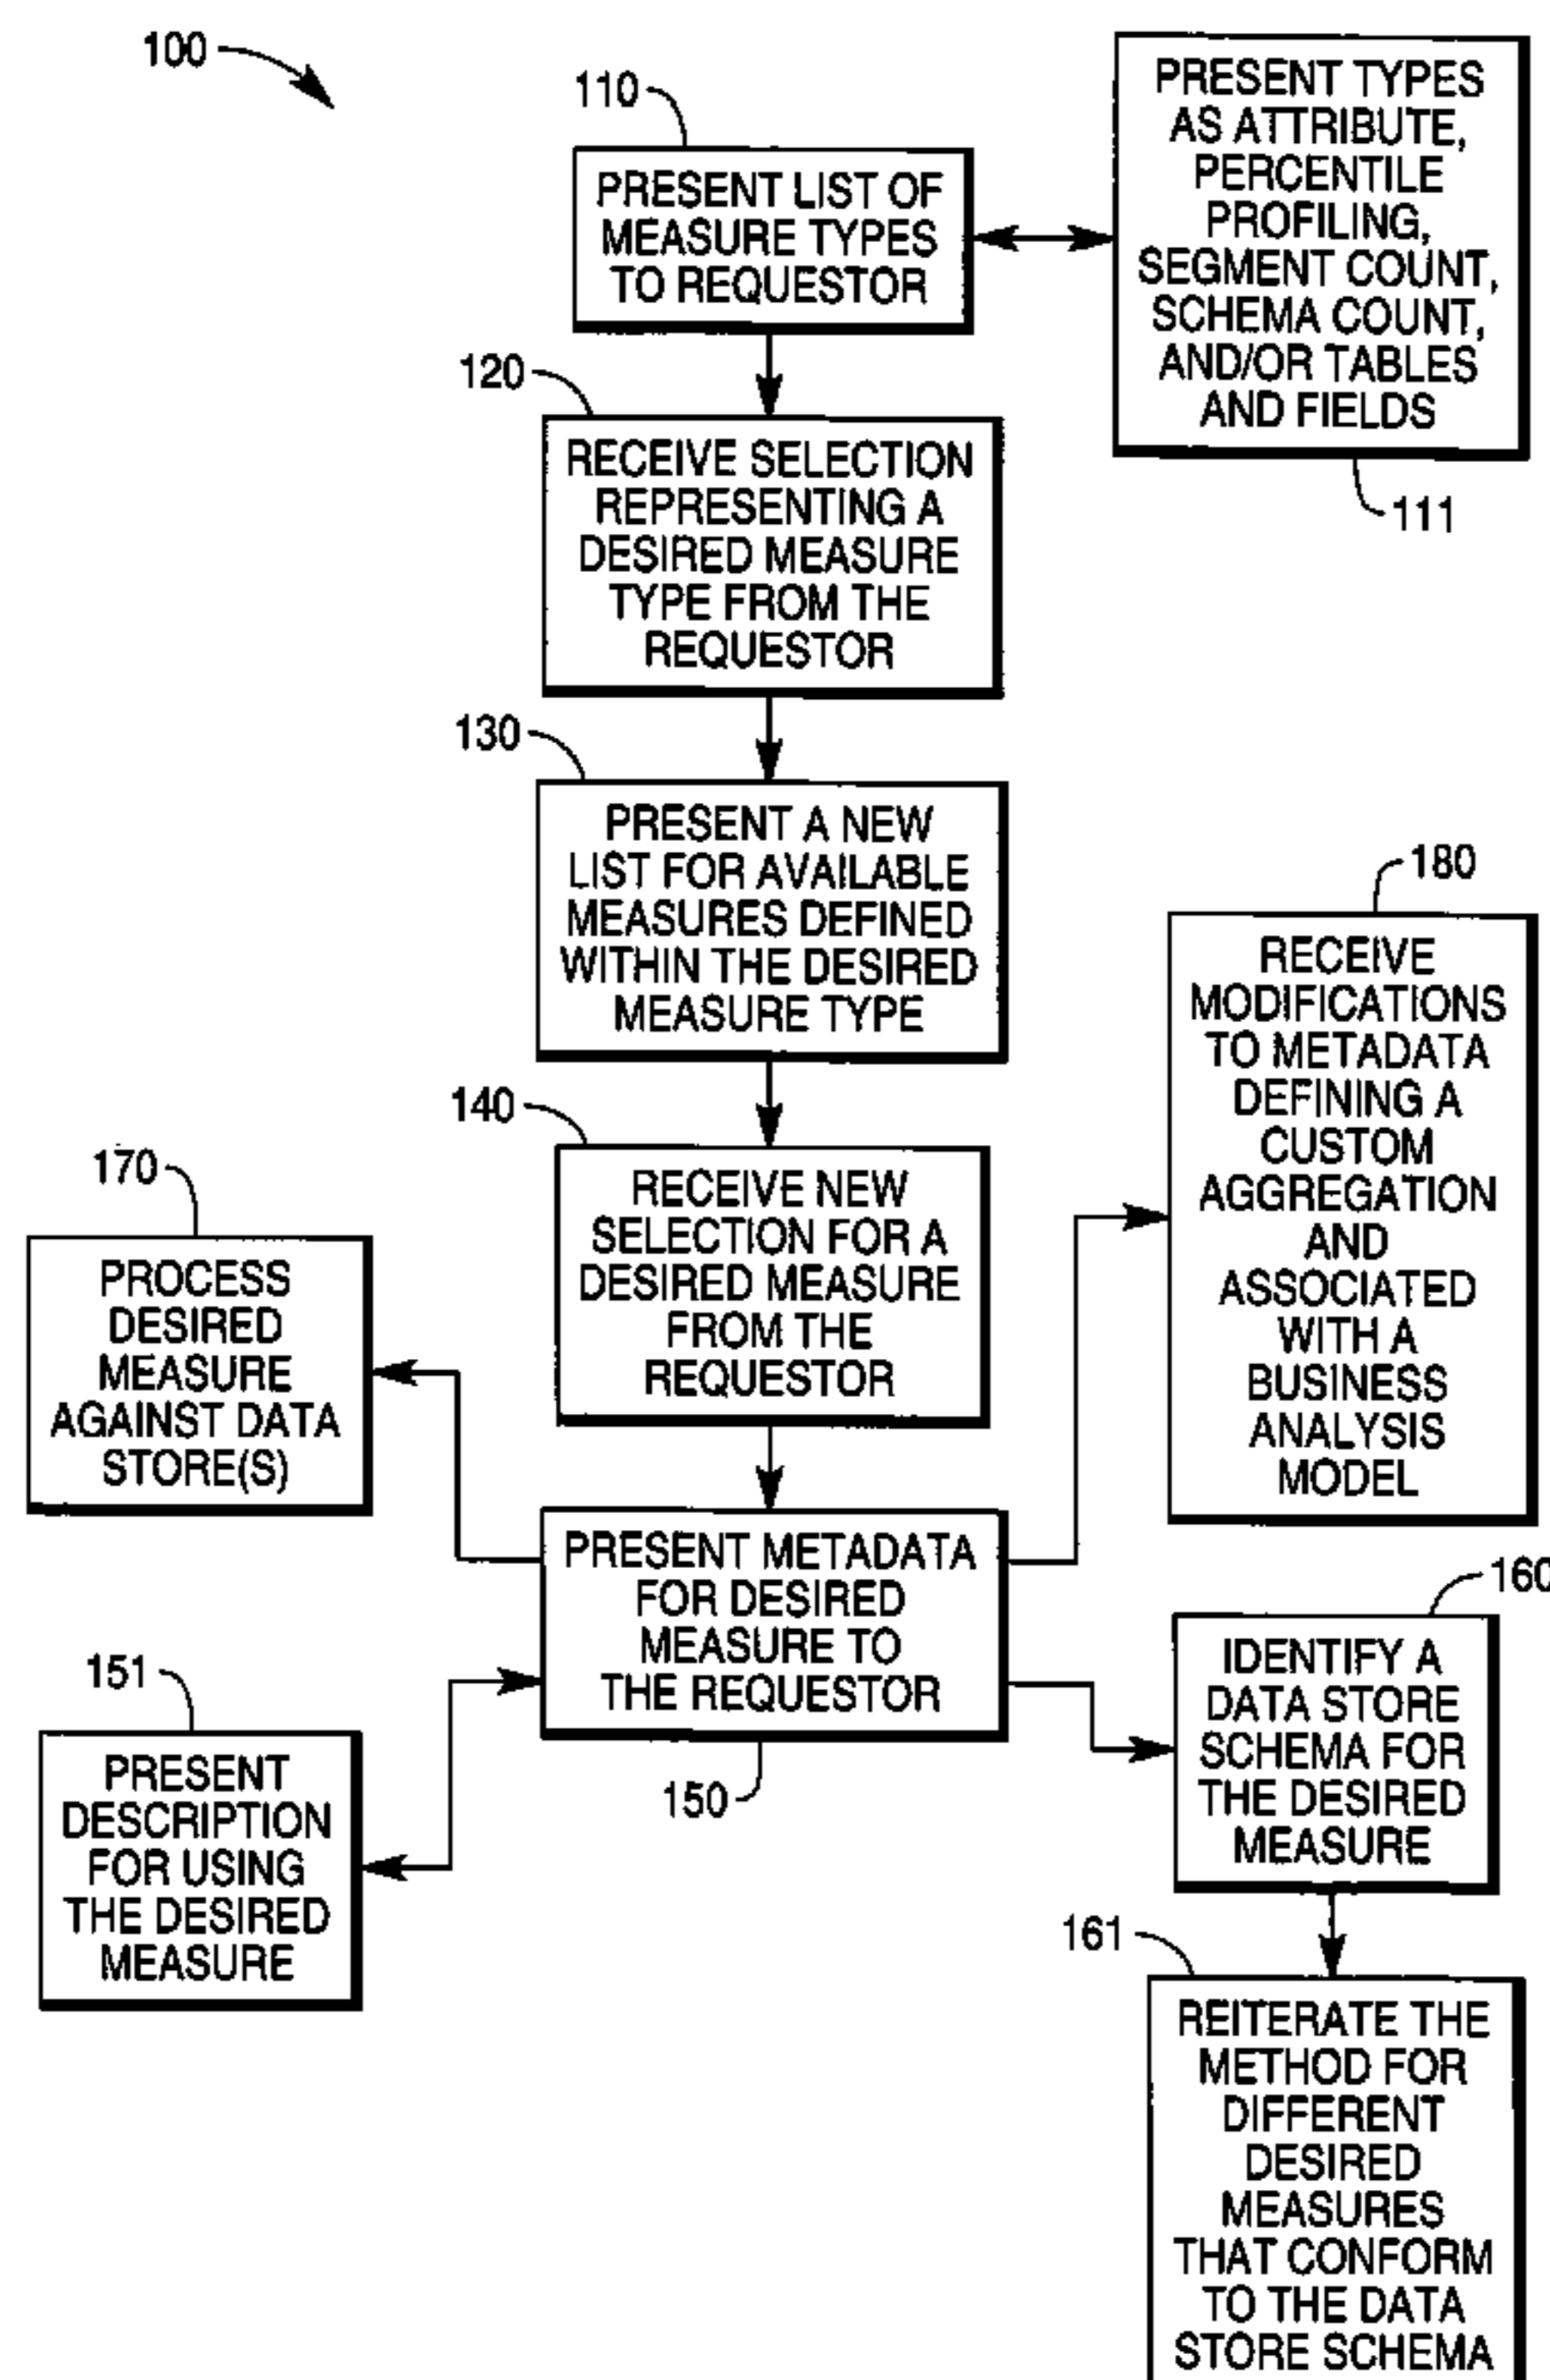 100
110
PRESENT LIST OF
MEASURE TYPES
TO REQUESTOR
PRESENT TYPES
AS ATTRIBUTE,
PERCENTILE
PROFILING,
SEGMENT COUNT,
SCHEMA COUNT,
AND/OR TABLES
AND FIELDS
111
120
RECEIVE SELECTION
REPRESENTING A
DESIRED MEASURE
TYPE FROM THE
REQUESTOR
130
PRESENT A NEW
LIST FOR AVAILABLE
MEASURES DEFINED
WITHIN THE DESIRED
MEASURE TYPE
140
RECEIVE NEW
SELECTION FOR A
DESIRED MEASURE
FROM THE
REQUESTOR
180
RECEIVE
MODIFICATIONS
TO METADATA
DEFINING A
CUSTOM
AGGREGATION
AND
ASSOCIATED
WITH A
BUSINESS
ANALYSIS
MODEL
170
PROCESS
DESIRED
MEASURE
AGAINST DATA
STORE(S)
PRESENT METADATA
FOR DESIRED
MEASURE TO
THE REQUESTOR
150
151
PRESENT
DESCRIPTION
FOR USING
THE DESIRED
MEASURE
160
IDENTIFY A
DATA STORE
SCHEMA FOR
THE DESIRED
MEASURE
161
REITERATE THE
METHOD FOR
DIFFERENT
DESIRED
MEASURES
THAT CONFORM
TO THE DATA
STORE SCHEMA